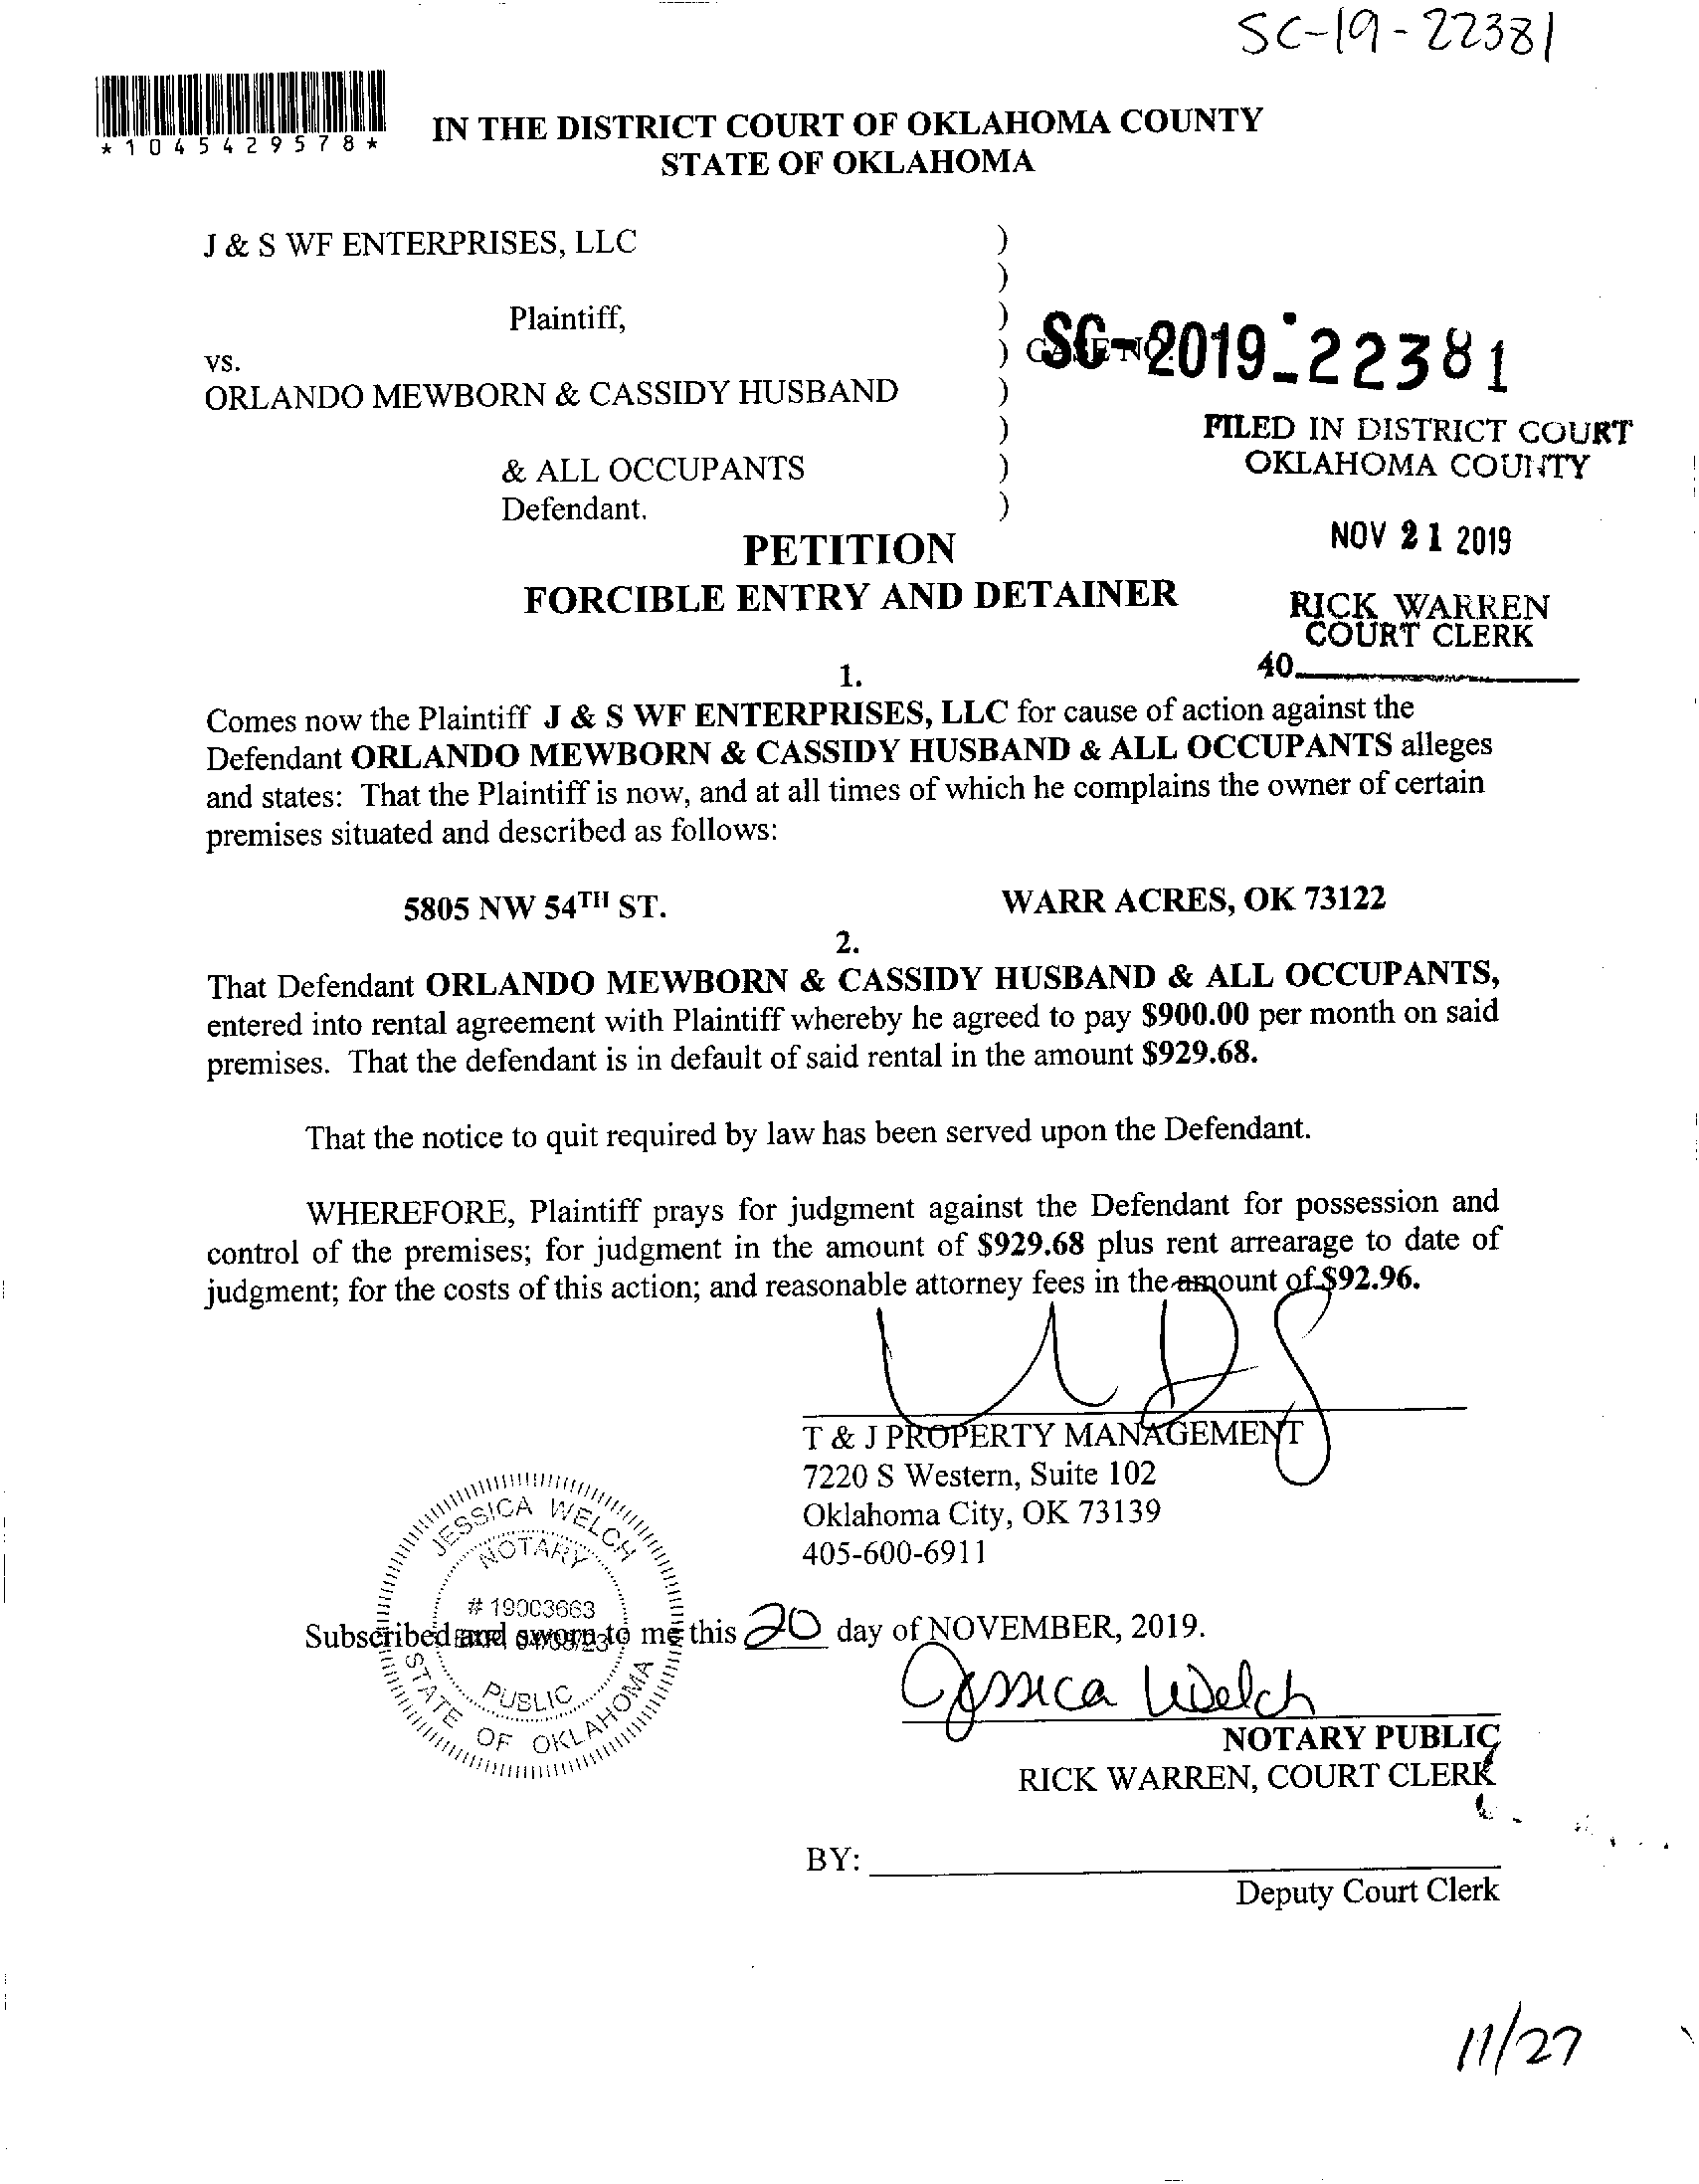 SC-19-22381
*1045429578*
IN THE DISTRICT COURT OF OKLAHOMA COUNTY
STATE OF OKLAHOMA
J & S WF ENTERPRISES, LLC )
)
Plaintiff, )
vs. ) CASE NO. SC-2019-22381
ORLANDO MEWBORN & CASSIDY HUSBAND )
)
& ALL OCCUPANTS )
Defendant. )
FILED IN DISTRICT COURT
OKLAHOMA COUNTY
NOV 21 2019
RICK WARREN
COURT CLERK
40
PETITION
FORCIBLE ENTRY AND DETAINER
1.
Comes now the Plaintiff J & S WF ENTERPRISES, LLC for cause of action against the
Defendant ORLANDO MEWBORN & CASSIDY HUSBAND & ALL OCCUPANTS alleges
and states: That the Plaintiff is now, and at all times of which he complains the owner of certain
premises situated and described as follows:
5805 NW 54TH ST. WARR ACRES, OK 73122
2.
That Defendant ORLANDO MEWBORN & CASSIDY HUSBAND & ALL OCCUPANTS,
entered into rental agreement with Plaintiff whereby he agreed to pay $900.00 per month on said
premises. That the defendant is in default of said rental in the amount $929.68.
That the notice to quit required by law has been served upon the Defendant.
WHEREFORE, Plaintiff prays for judgment against the Defendant for possession and
control of the premises; for judgment in the amount of $929.68 plus rent arrearage to date of
judgment; for the costs of this action; and reasonable attorney fees in the amount of $92.96.
T & J PROPERTY MANAGEMENT
7220 S Western, Suite 102
Oklahoma City, OK 73139
405-600-6911
JESSICA WELCH
NOTARY
# 19003663
EXP. 04/09/23
PUBLIC
STATE OF OKLAHOMA
Subscribed and sworn to me this 20 day of NOVEMBER, 2019.
Jessica Welch
NOTARY PUBLIC
RICK WARREN, COURT CLERK
BY:
Deputy Court Clerk
11/27